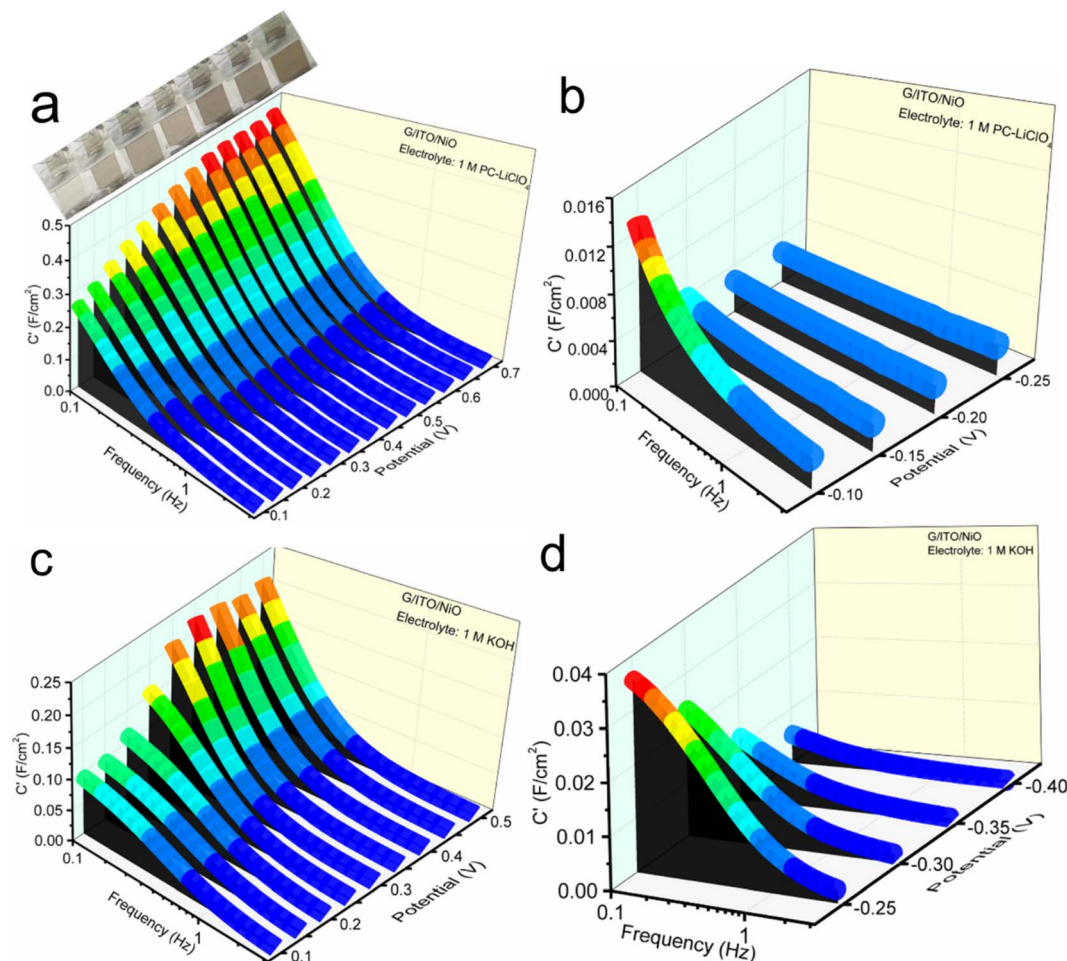 a
G/ITO/NiO
Electrolyte: 1 M PC-LiClO₄
0.5
0.4
0.3
0.2
0.1
0.0
C' (F/cm²)
0.1
1
Frequency (Hz)
0.1
0.2
0.3
0.4
0.5
0.6
0.7
Potential (V)
b
G/ITO/NiO
Electrolyte: 1 M PC-LiClO₄
0.016
0.012
0.008
0.004
0.000
C' (F/cm²)
0.1
1
Frequency (Hz)
-0.10
-0.15
-0.20
-0.25
Potential (V)
c
G/ITO/NiO
Electrolyte: 1 M KOH
0.25
0.20
0.15
0.10
0.05
0.00
C' (F/cm²)
0.1
1
Frequency (Hz)
0.1
0.2
0.3
0.4
0.5
Potential (V)
d
G/ITO/NiO
Electrolyte: 1 M KOH
0.04
0.03
0.02
0.01
0.00
C' (F/cm²)
0.1
1
Frequency (Hz)
-0.25
-0.30
-0.35
-0.40
Potential (V)